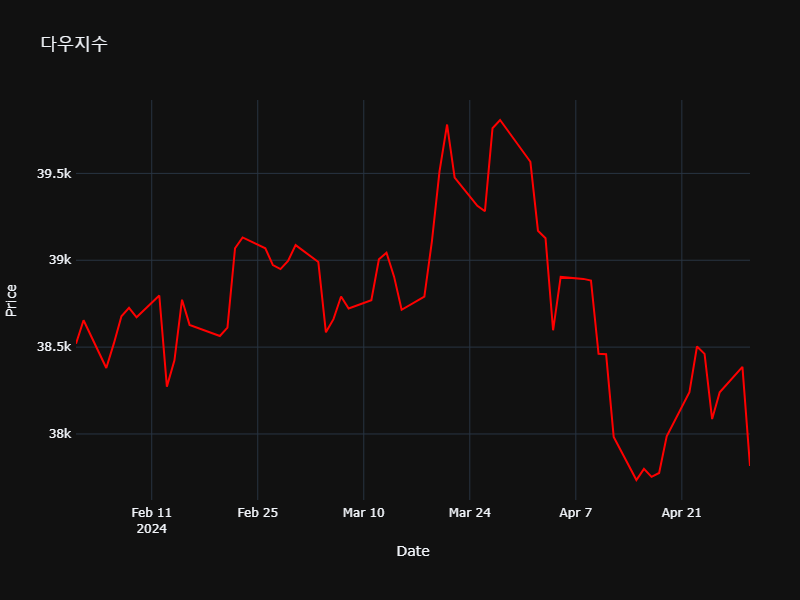 다우지수
Price
39.5k
39k
38.5k
38k
Feb 11
2024
Feb 25
Mar 10
Mar 24
Apr 7
Apr 21
Date